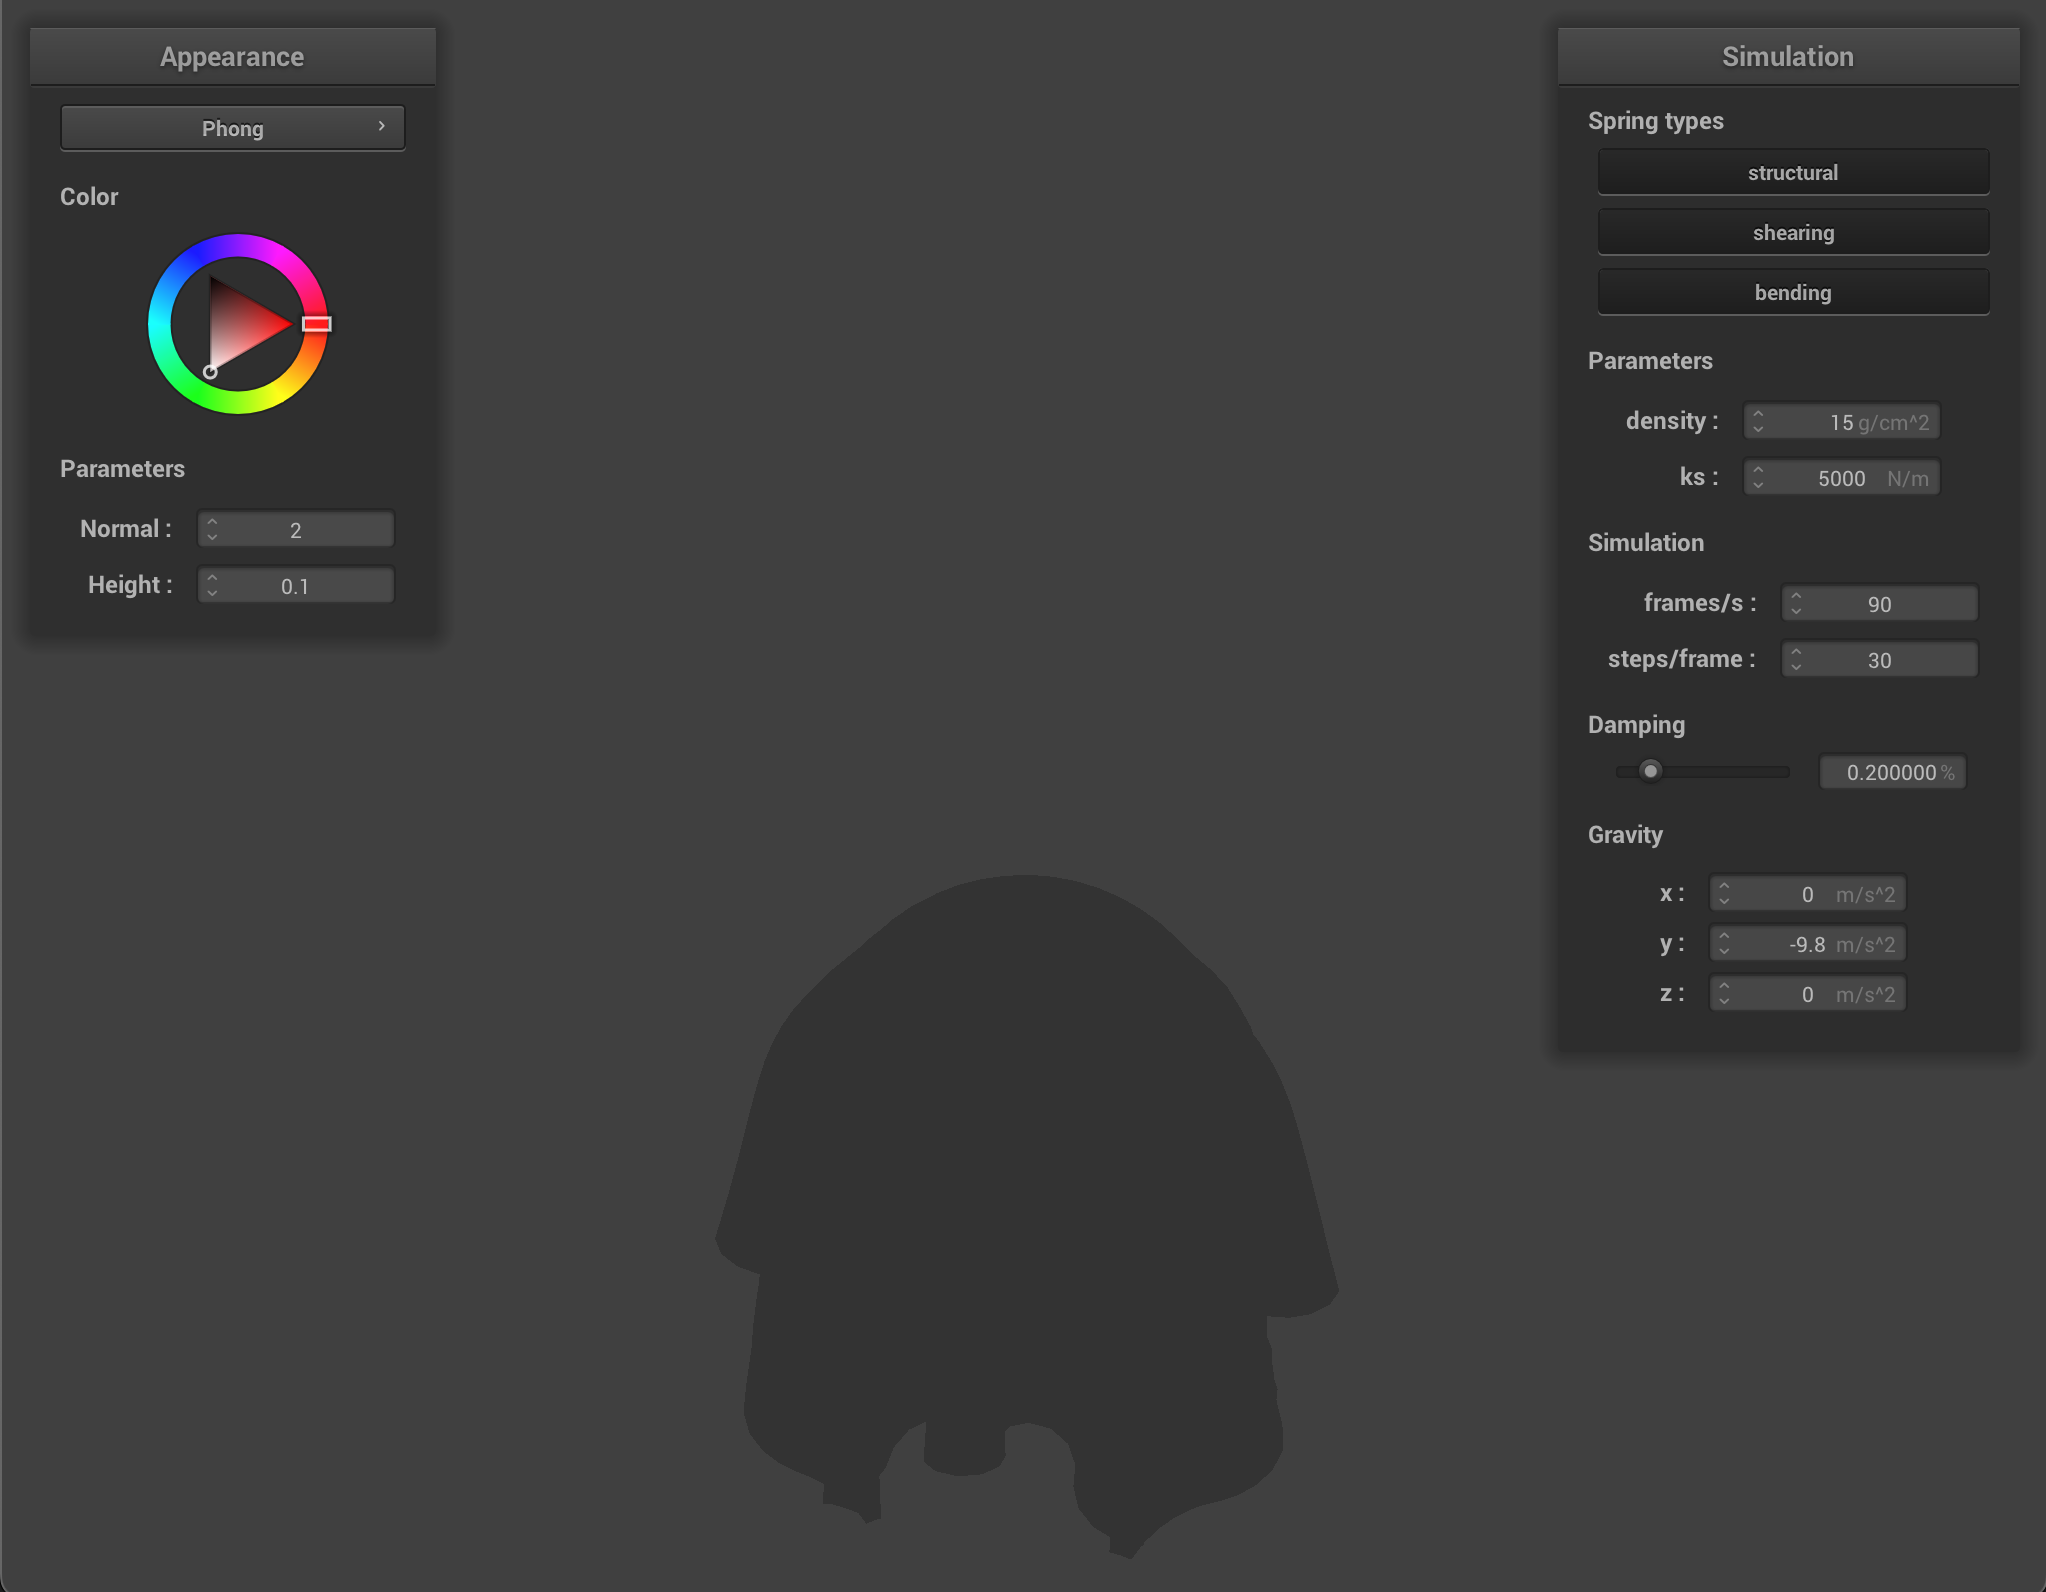 Appearance
Phong
Color
Parameters
Normal :
2
Height :
0.1
Simulation
Spring types
structural
shearing
bending
Parameters
density :
15 g/cm^2
ks :
5000 N/m
Simulation
frames/s :
90
steps/frame :
30
Damping
0.200000 %
Gravity
x :
0 m/s^2
y :
-9.8 m/s^2
z :
0 m/s^2